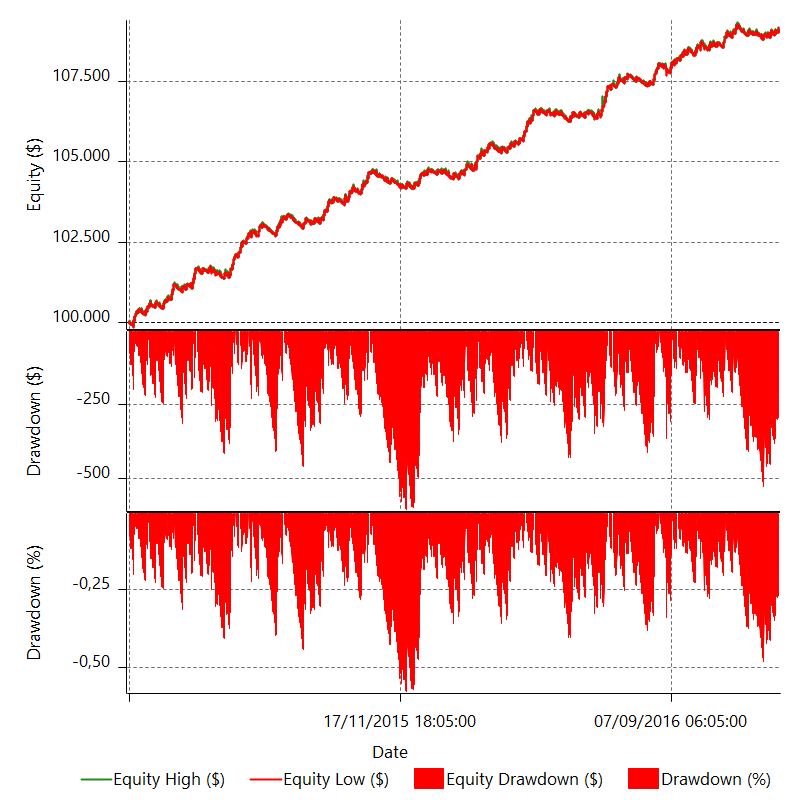 107.500
105.000
102.500
100.000
Equity ($)
-250
-500
Drawdown ($)
-0,25
-0,50
Drawdown (%)
17/11/2015 18:05:00 07/09/2016 06:05:00
Date
Equity High ($) Equity Low ($) Equity Drawdown ($) Drawdown (%)